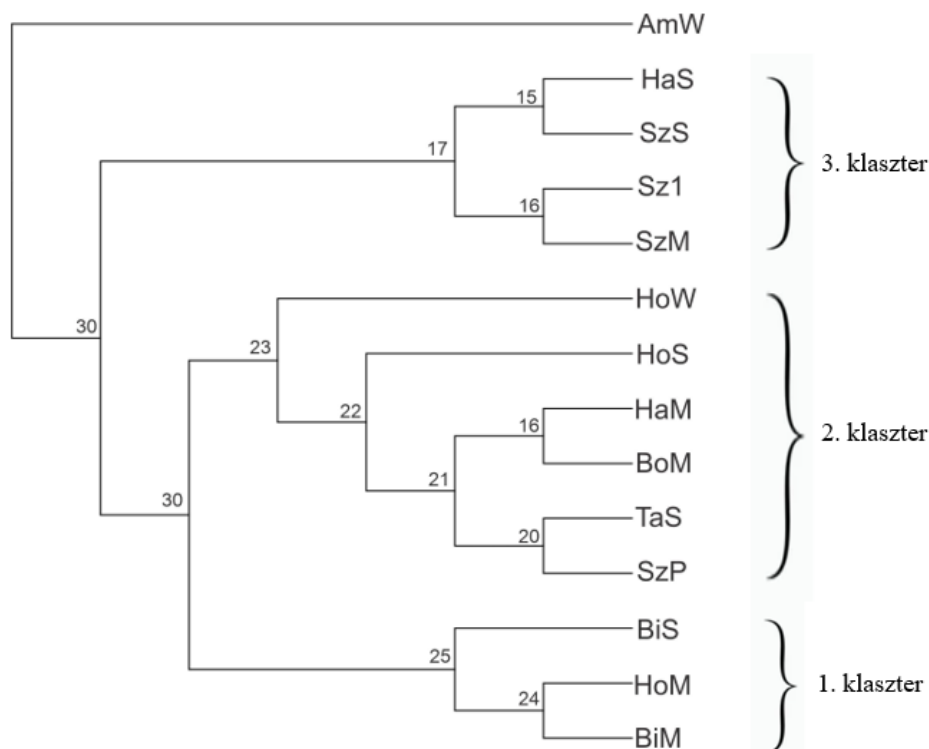 AmW
HaS
15
SzS
17
3. klaszter
Sz1
16
SzM
HoW
30
23
HoS
HaM
22
16
2. klaszter
BoM
21
30
TaS
20
SzP
BiS
25
HoM
1. klaszter
24
BiM